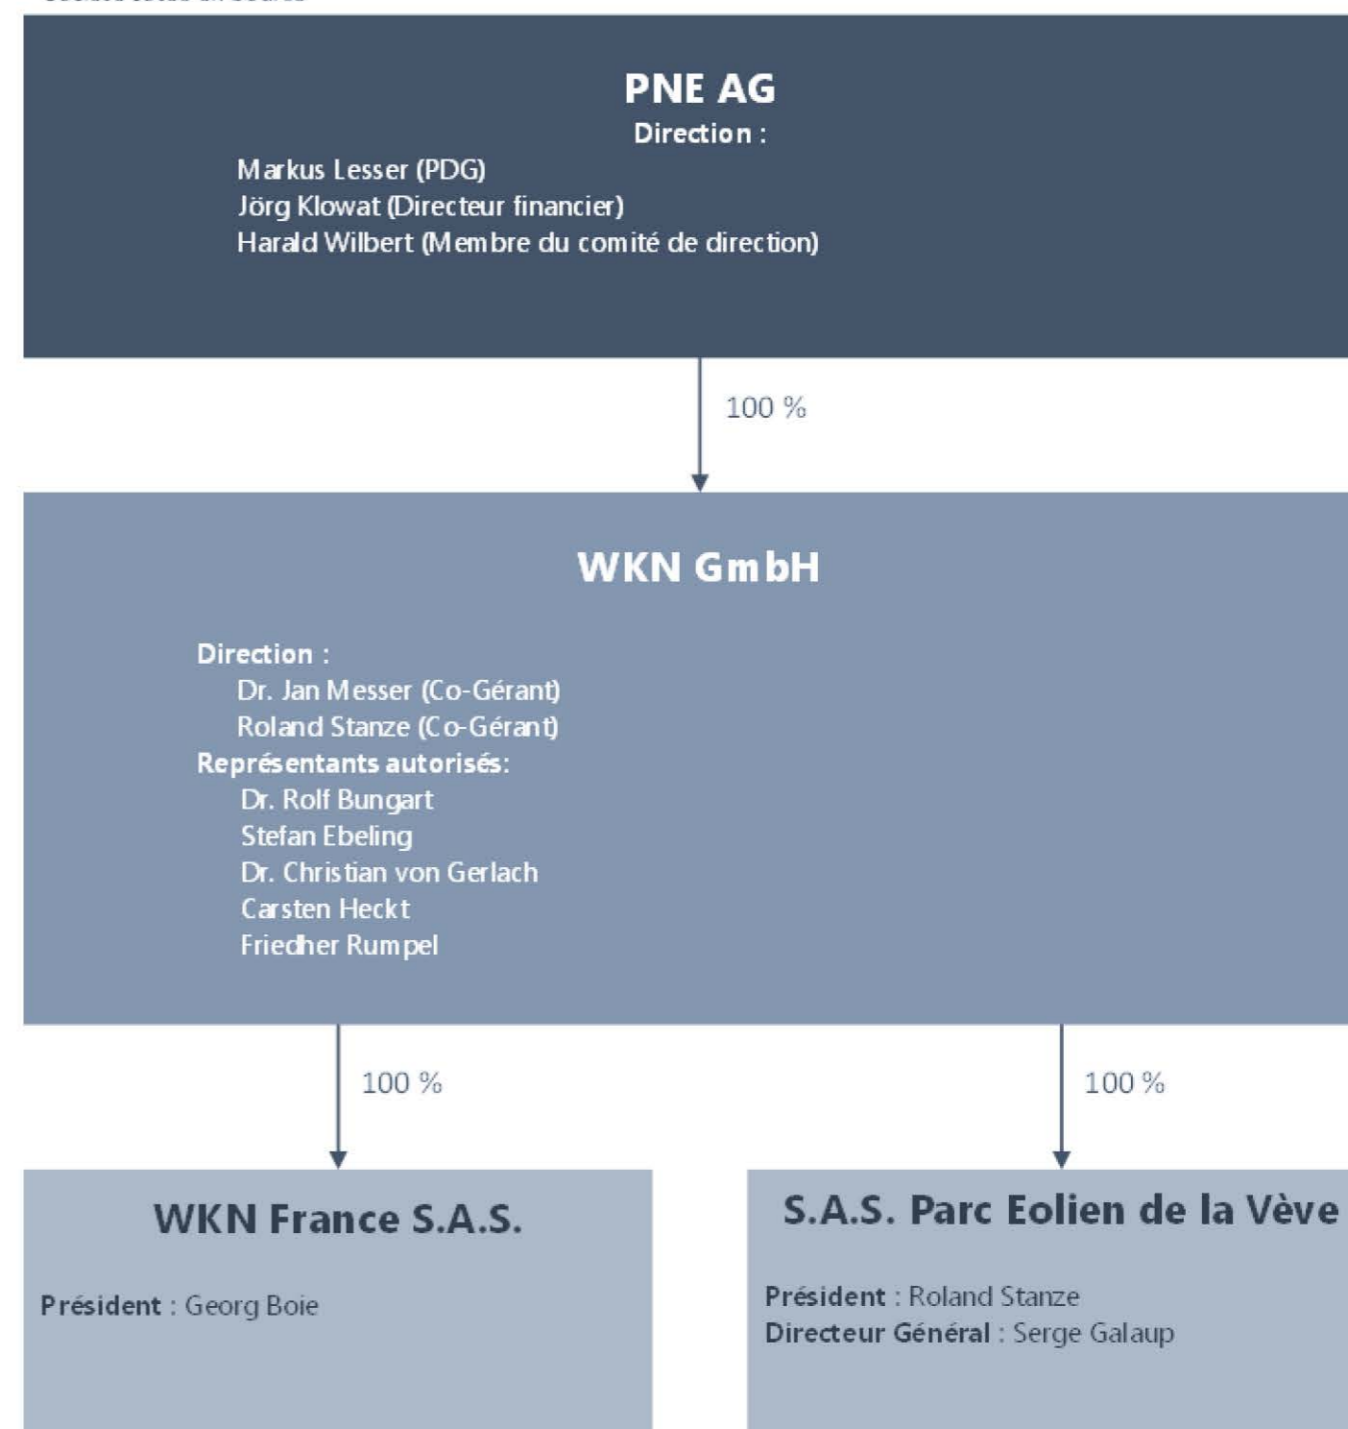 PNE AG
Direction :
Markus Lesser (PDG)
Jörg Klowat (Directeur financier)
Harald Wilbert (Membre du comité de direction)
100 %
WKN GmbH
Direction :
Dr. Jan Messer (Co-Gérant)
Roland Stanze (Co-Gérant)
Représentants autorisés:
Dr. Rolf Bungart
Stefan Ebeling
Dr. Christian von Gerlach
Carsten Heckt
Friedher Rumpel
100 %
100 %
WKN France S.A.S.
Président : Georg Boie
S.A.S. Parc Eolien de la Vève
Président : Roland Stanze
Directeur Général : Serge Galaup